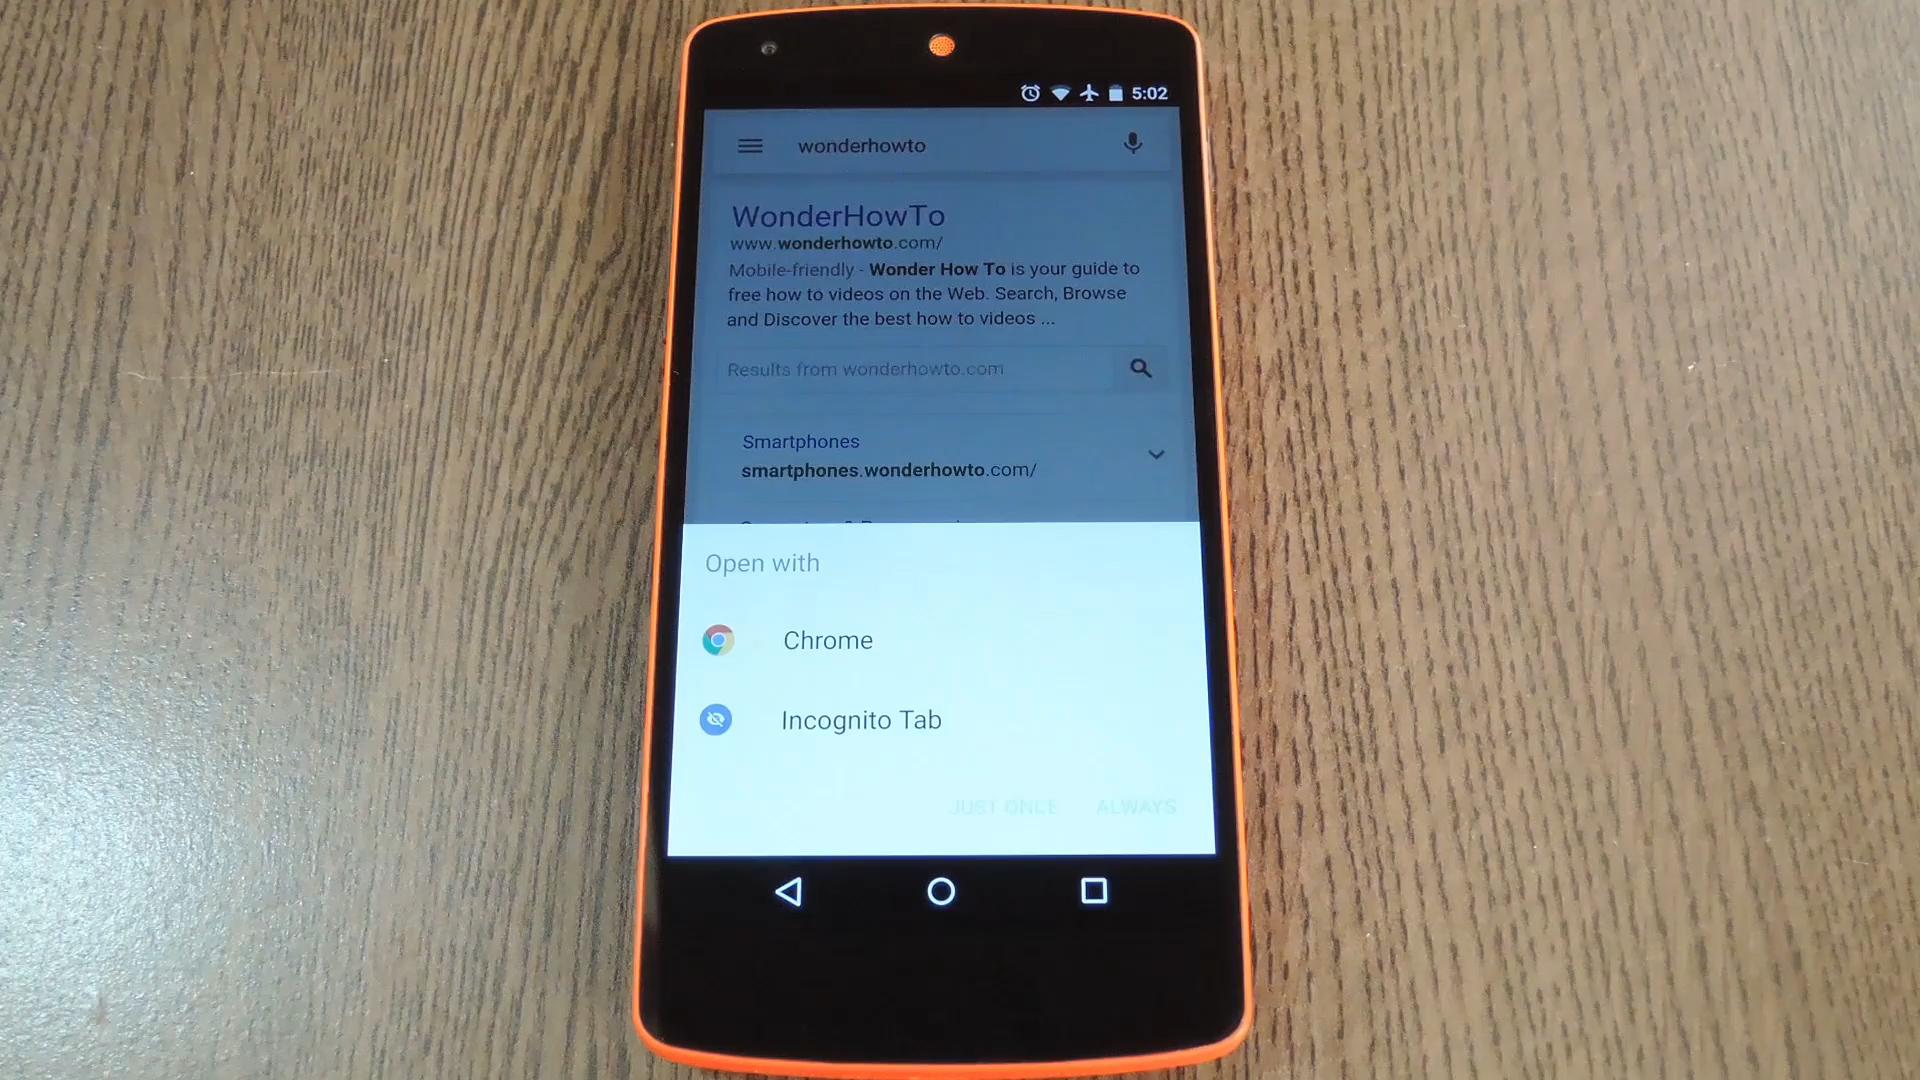 5:02
wonderhowto
WonderHowTo
www.wonderhowto.com/
Mobile-friendly - Wonder How To is your guide to
free how to videos on the Web. Search, Browse
and Discover the best how to videos ...
Results from wonderhowto.com
Smartphones
smartphones.wonderhowto.com/
Open with
Chrome
Incognito Tab
JUST ONCE ALWAYS